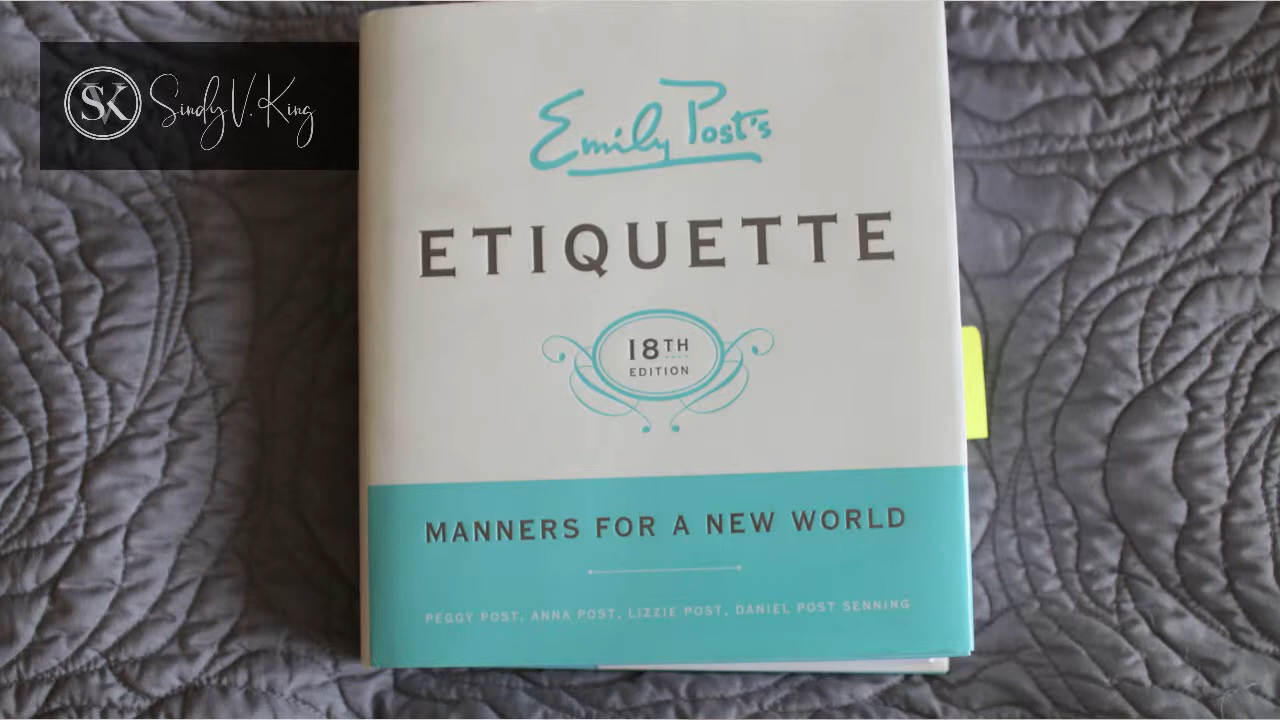 SVK Sindy V. King
Emily Post's
ETIQUETTE
18TH
EDITION
MANNERS FOR A NEW WORLD
PEGGY POST, ANNA POST, LIZZIE POST, DANIEL POST SENNING